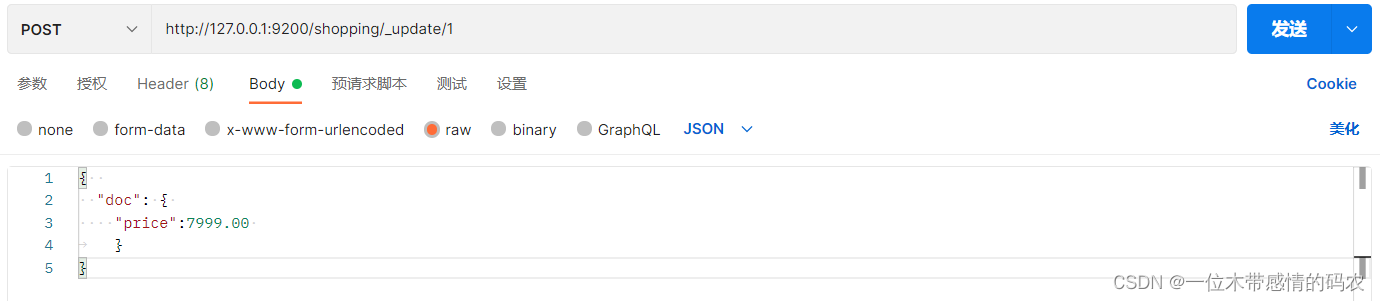 POST http://127.0.0.1:9200/shopping/_update/1 发送
参数 授权 Header (8) Body 预请求脚本 测试 设置 Cookie
none form-data x-www-form-urlencoded raw binary GraphQL JSON 美化
1 {
2 "doc": {
3 "price":7999.00
4 }
5 }
CSDN @一位木带感情的码农